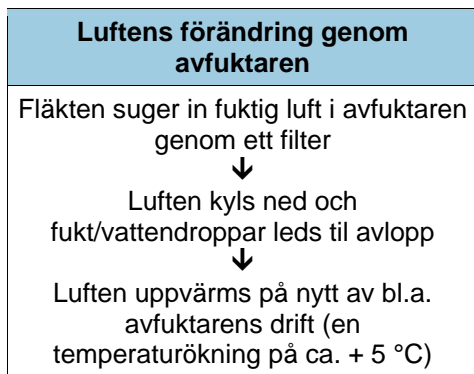 Luftens förändring genom
avfuktaren
Fläkten suger in fuktig luft i avfuktaren
genom ett filter
↓
Luften kyls ned och
fukt/vattendroppar leds til avlopp
↓
Luften uppvärms på nytt av bl.a.
avfuktarens drift (en
temperaturökning på ca. + 5 °C)